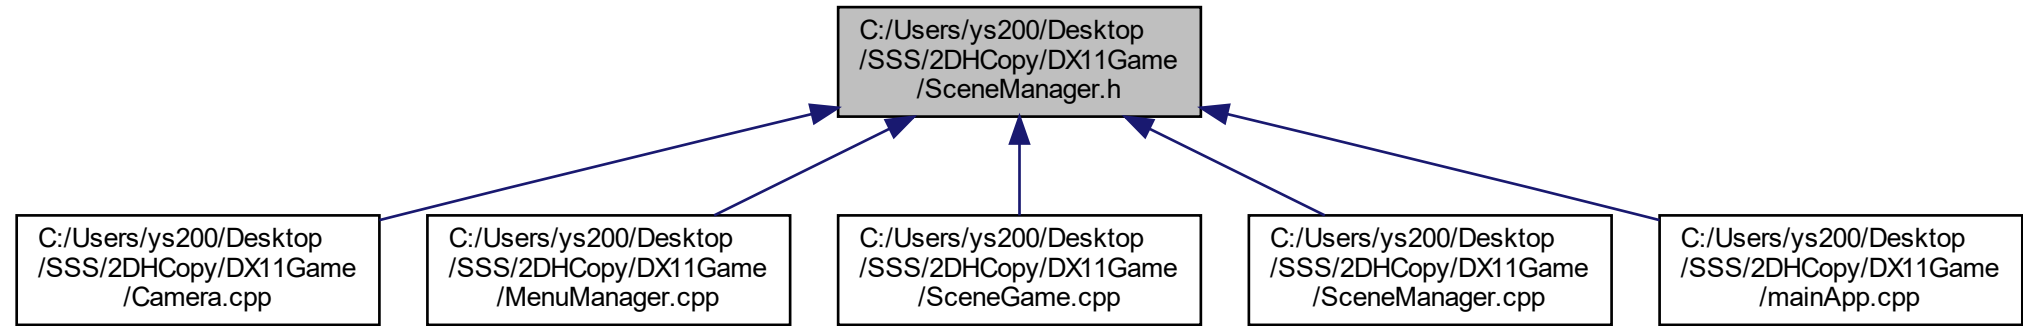 C:/Users/ys200/Desktop
/SSS/2DHCopy/DX11Game
/SceneManager.h
C:/Users/ys200/Desktop
/SSS/2DHCopy/DX11Game
/Camera.cpp
C:/Users/ys200/Desktop
/SSS/2DHCopy/DX11Game
/MenuManager.cpp
C:/Users/ys200/Desktop
/SSS/2DHCopy/DX11Game
/SceneGame.cpp
C:/Users/ys200/Desktop
/SSS/2DHCopy/DX11Game
/SceneManager.cpp
C:/Users/ys200/Desktop
/SSS/2DHCopy/DX11Game
/mainApp.cpp